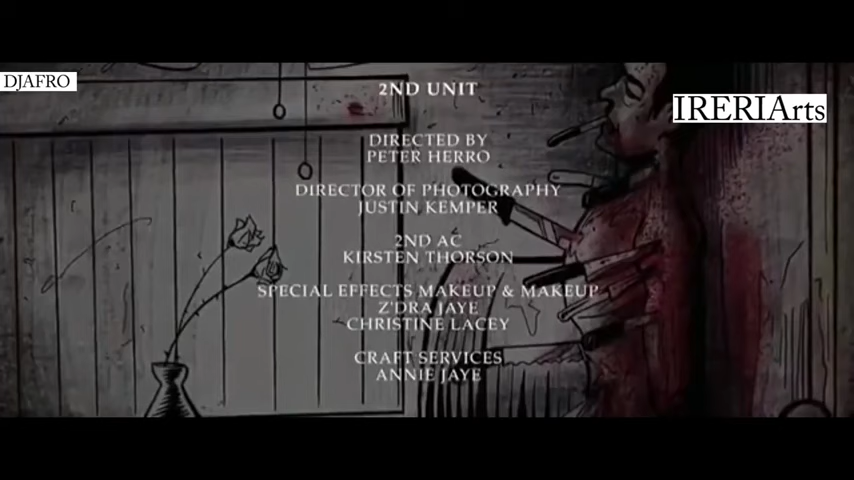 DJAFRO
IRERIArts
2ND UNIT
DIRECTED BY
PETER HERRO
DIRECTOR OF PHOTOGRAPHY
JUSTIN KEMPER
2ND AC
KIRSTEN THORSON
SPECIAL EFFECTS MAKEUP & MAKEUP
Z'DRA JAYE
CHRISTINE LACEY
CRAFT SERVICES
ANNIE JAYE